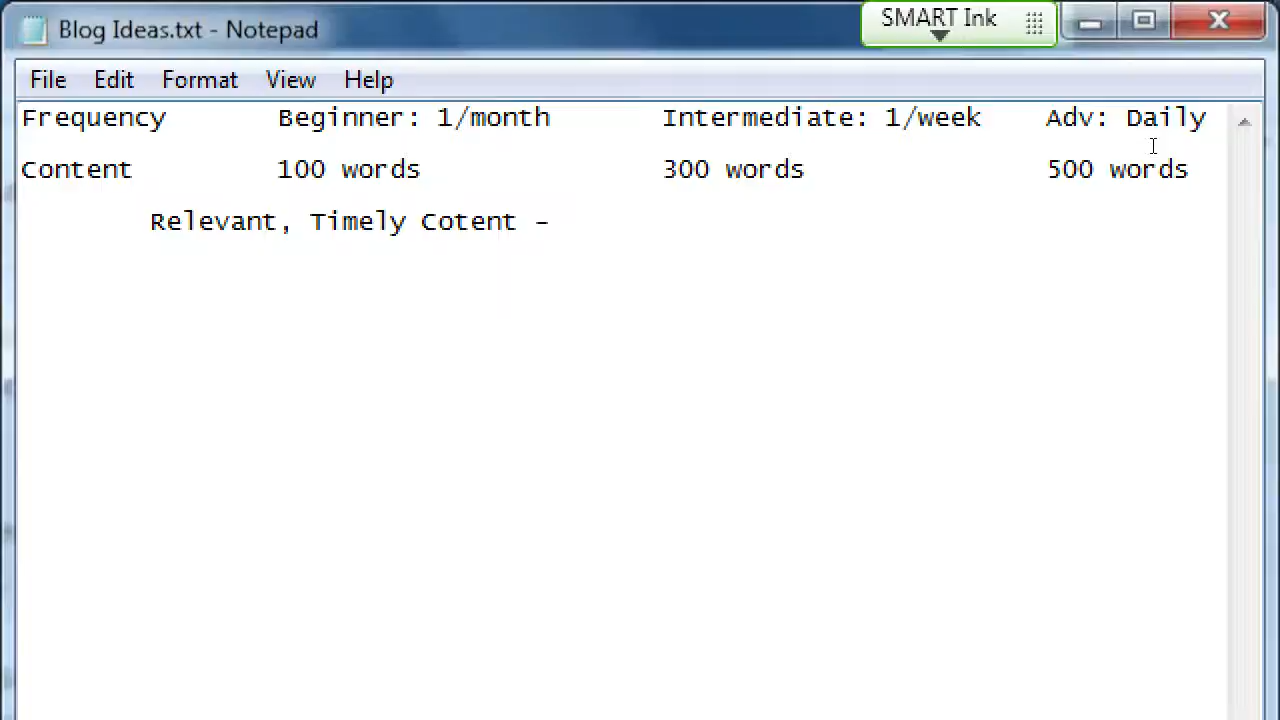 Blog Ideas.txt - Notepad
SMART Ink
File Edit Format View Help
Frequency Beginner: 1/month Intermediate: 1/week Adv: Daily
Content 100 words 300 words 500 words
Relevant, Timely Cotent -